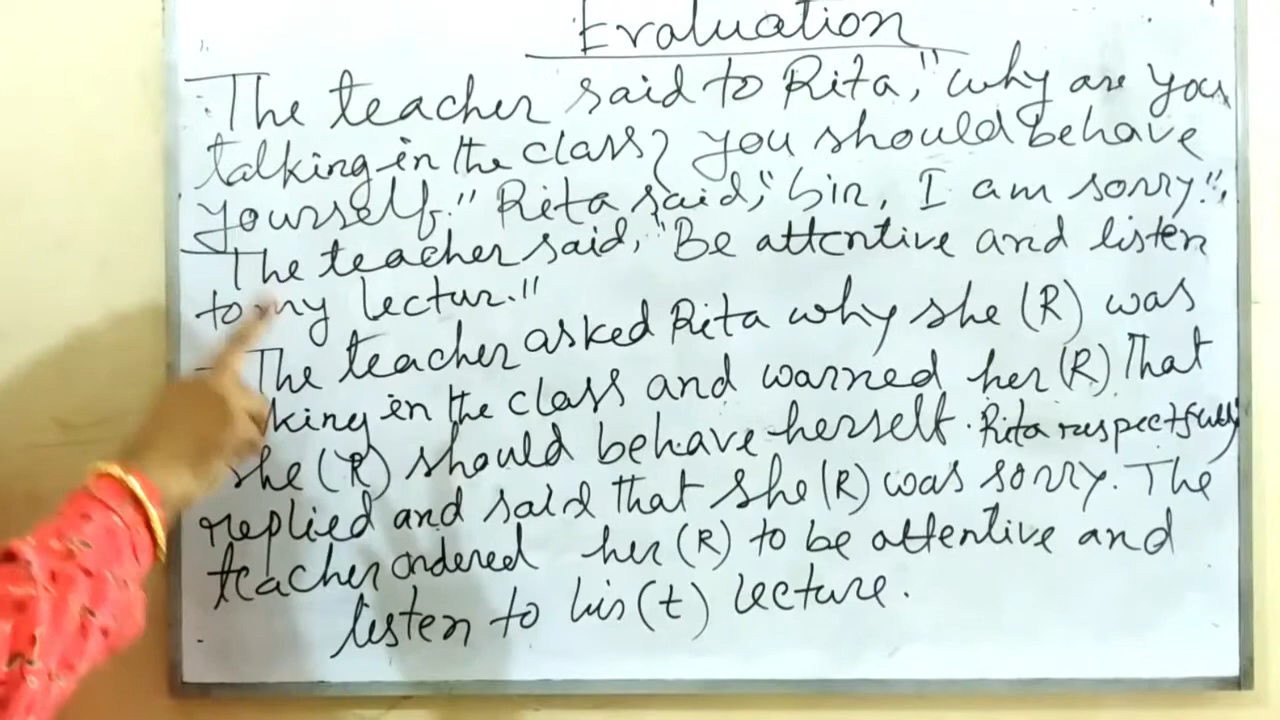 Evaluation
The teacher said to Rita, "why are you
talking in the class? you should behave
yourself." Rita said, "Sir, I am sorry.",
The teacher said, "Be attentive and listen
to my lectur."
The teacher asked Rita why she (R) was
king in the class and warned her (R) That
she (R) should behave herself. Rita respectfully
replied and said that she (R) was sorry. The
teacher ordered her (R) to be attentive and
listen to his (t) lecture.